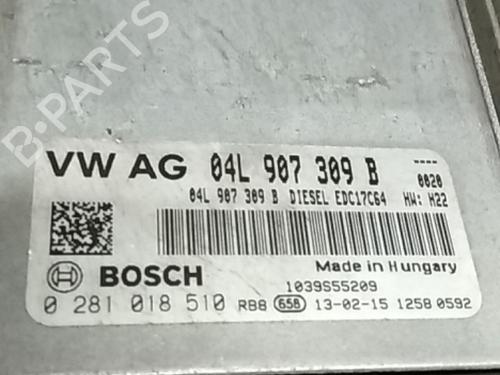 B-PARTS
VW AG 04L 907 309 B ----
04L 907 309 B DIESEL EDC17C64 HW: H22
0020
Made in Hungary
BOSCH 1039S55209
0 281 018 510 RB8 658 13-02-15 1258 0592